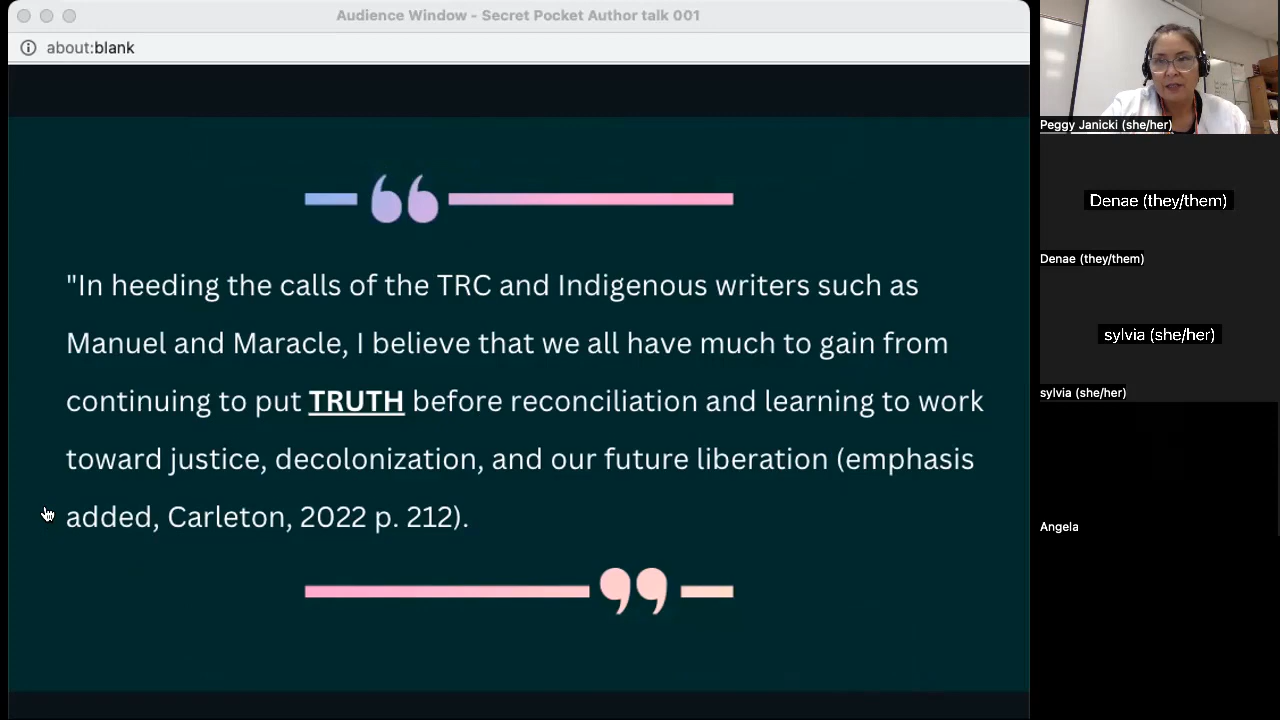 Audience Window - Secret Pocket Author talk 001
about:blank
"In heeding the calls of the TRC and Indigenous writers such as
Manuel and Maracle, I believe that we all have much to gain from
continuing to put TRUTH before reconciliation and learning to work
toward justice, decolonization, and our future liberation (emphasis
added, Carleton, 2022 p. 212).
Peggy Janicki (she/her)
Denae (they/them)
Denae (they/them)
sylvia (she/her)
sylvia (she/her)
Angela